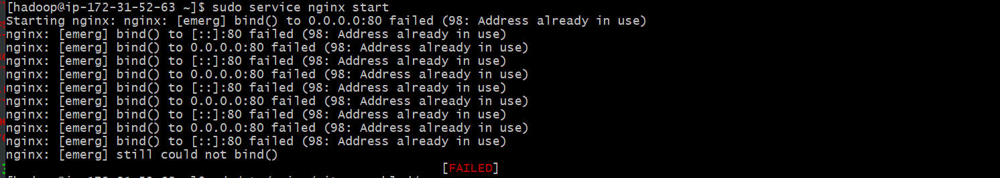 [hadoop@ip-172-31-52-63 ~]$ sudo service nginx start
Starting nginx: nginx: [emerg] bind() to 0.0.0.0:80 failed (98: Address already in use)
nginx: [emerg] bind() to [::]:80 failed (98: Address already in use)
nginx: [emerg] bind() to 0.0.0.0:80 failed (98: Address already in use)
nginx: [emerg] bind() to [::]:80 failed (98: Address already in use)
nginx: [emerg] bind() to 0.0.0.0:80 failed (98: Address already in use)
nginx: [emerg] bind() to [::]:80 failed (98: Address already in use)
nginx: [emerg] bind() to 0.0.0.0:80 failed (98: Address already in use)
nginx: [emerg] bind() to [::]:80 failed (98: Address already in use)
nginx: [emerg] bind() to 0.0.0.0:80 failed (98: Address already in use)
nginx: [emerg] bind() to [::]:80 failed (98: Address already in use)
nginx: [emerg] still could not bind()
[FAILED]